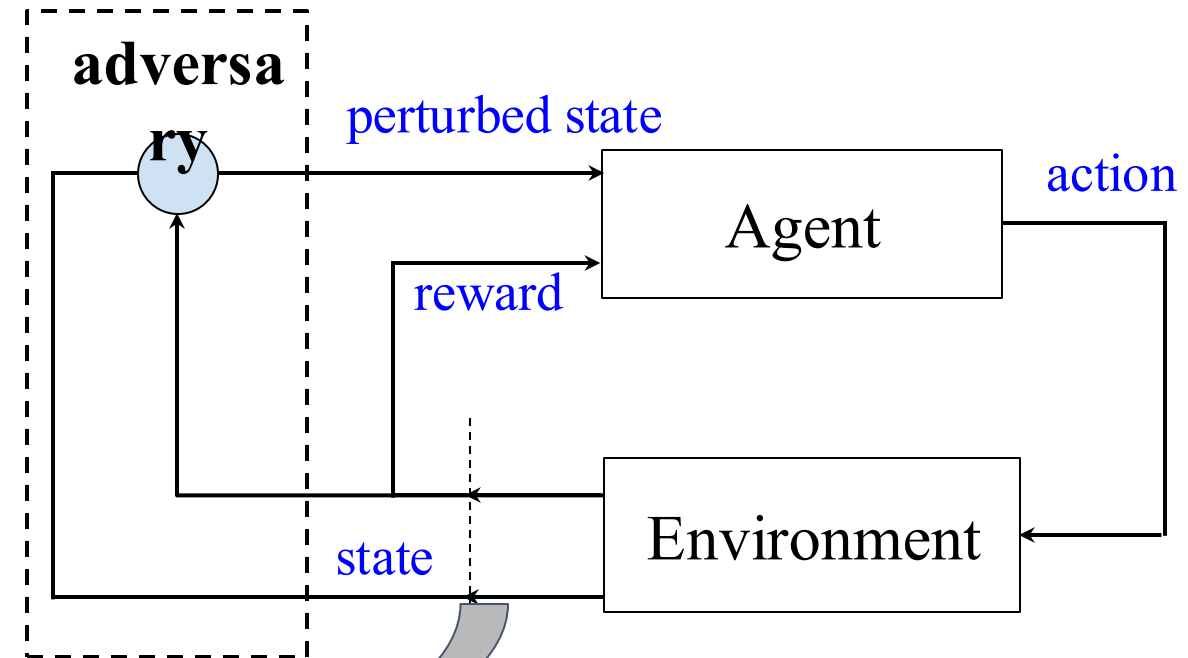 adversa
ry
perturbed state
action
Agent
reward
Environment
state